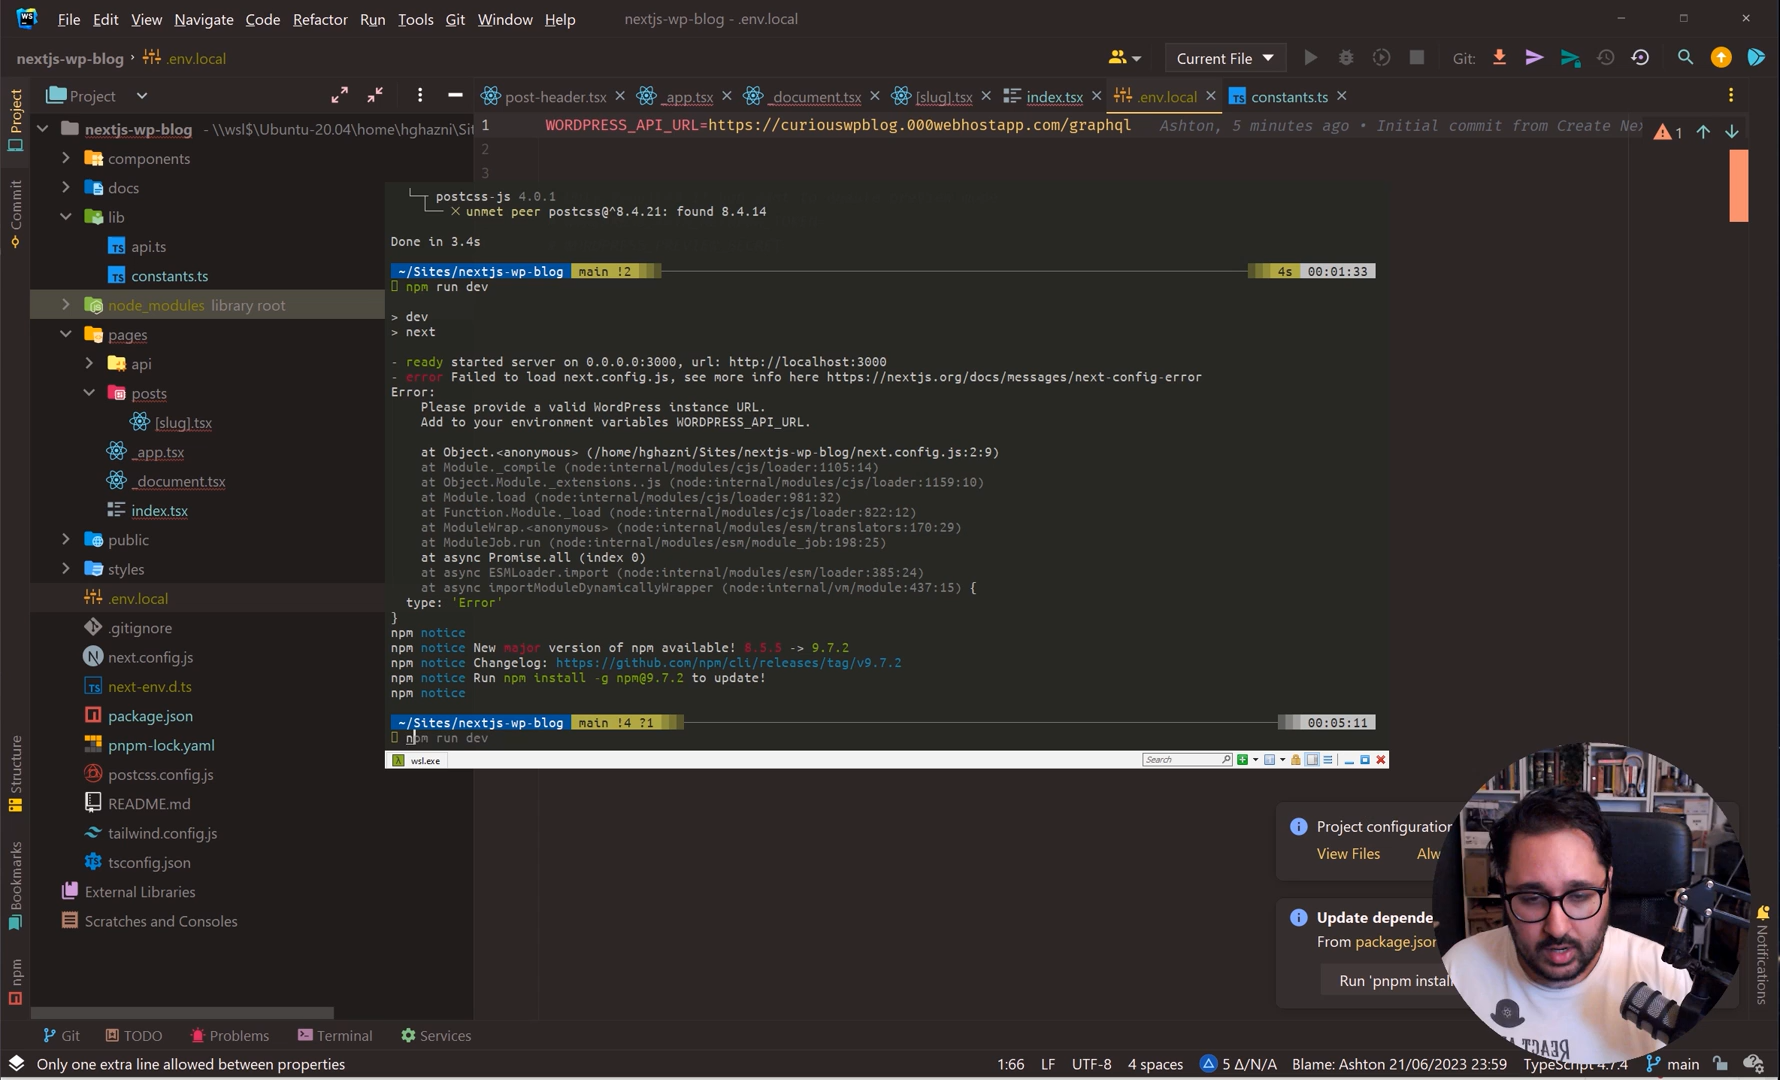 WS File Edit View Navigate Code Refactor Run Tools Git Window Help nextjs-wp-blog - .env.local
nextjs-wp-blog › .env.local
Current File
Git:
Project
post-header.tsx
_app.tsx
_document.tsx
[slug].tsx
index.tsx
.env.local
constants.ts
nextjs-wp-blog - \\wsl$\Ubuntu-20.04\home\hghazni\Sit
components
docs
lib
api.ts
constants.ts
node_modules library root
pages
api
posts
[slug].tsx
_app.tsx
_document.tsx
index.tsx
public
styles
.env.local
.gitignore
next.config.js
next-env.d.ts
package.json
pnpm-lock.yaml
postcss.config.js
README.md
tailwind.config.js
tsconfig.json
External Libraries
Scratches and Consoles
Project
Commit
Structure
Bookmarks
npm
1 WORDPRESS_API_URL=https://curiouswpblog.000webhostapp.com/graphql Ashton, 5 minutes ago • Initial commit from Create Nex
1
2
3
postcss-js 4.0.1
✕ unmet peer postcss@^8.4.21: found 8.4.14
Done in 3.4s
~/Sites/nextjs-wp-blog main !2 4s 00:01:33
npm run dev
> dev
> next
- ready started server on 0.0.0.0:3000, url: http://localhost:3000
- error Failed to load next.config.js, see more info here https://nextjs.org/docs/messages/next-config-error
Error:
Please provide a valid WordPress instance URL.
Add to your environment variables WORDPRESS_API_URL.
at Object.<anonymous> (/home/hghazni/Sites/nextjs-wp-blog/next.config.js:2:9)
at Module._compile (node:internal/modules/cjs/loader:1105:14)
at Object.Module._extensions..js (node:internal/modules/cjs/loader:1159:10)
at Module.load (node:internal/modules/cjs/loader:981:32)
at Function.Module._load (node:internal/modules/cjs/loader:822:12)
at ModuleWrap.<anonymous> (node:internal/modules/esm/translators:170:29)
at ModuleJob.run (node:internal/modules/esm/module_job:198:25)
at async Promise.all (index 0)
at async ESMLoader.import (node:internal/modules/esm/loader:385:24)
at async importModuleDynamicallyWrapper (node:internal/vm/module:437:15) {
type: 'Error'
}
npm notice
npm notice New major version of npm available! 8.5.5 -> 9.7.2
npm notice Changelog: https://github.com/npm/cli/releases/tag/v9.7.2
npm notice Run npm install -g npm@9.7.2 to update!
npm notice
~/Sites/nextjs-wp-blog main !4 ?1 00:05:11
npm run dev
wsl.exe
Search
Project configuration
View Files Alw
Update depende
From package.json
Run 'pnpm install
Notifications
REACT
Git TODO Problems Terminal Services
Only one extra line allowed between properties
1:66 LF UTF-8 4 spaces 5 Δ/N/A Blame: Ashton 21/06/2023 23:59 TypeScript 4.7.4 main